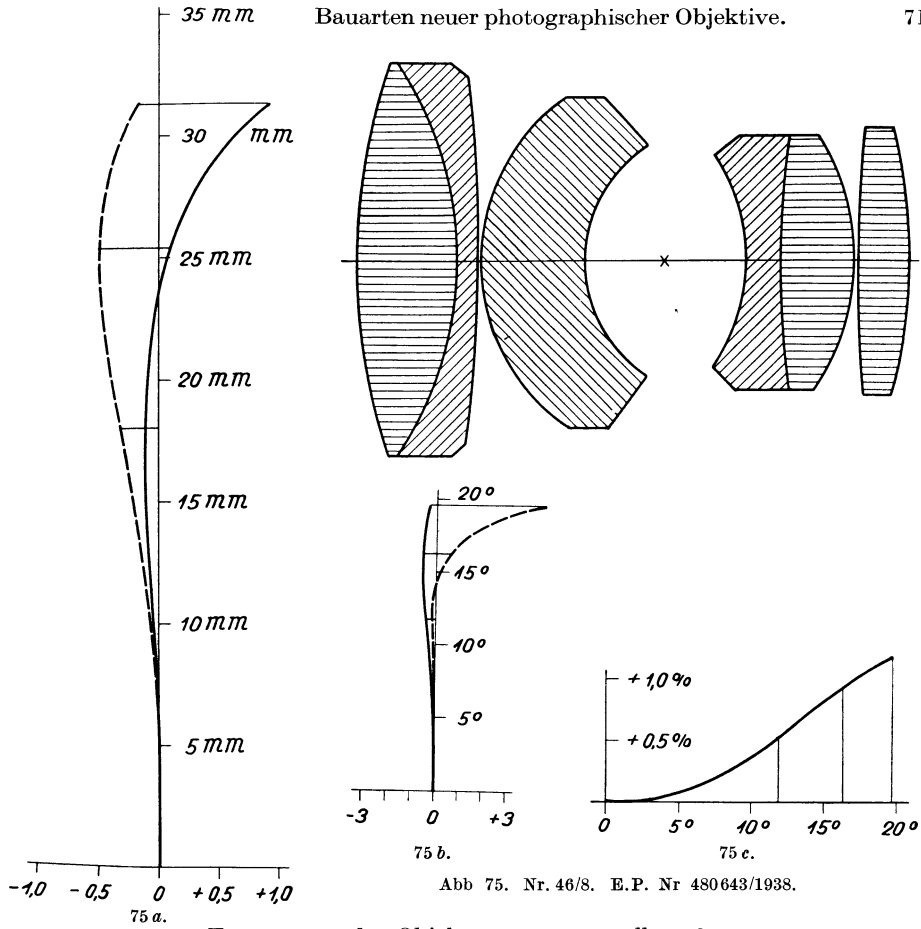 Bauarten neuer photographischer Objektive.
71
35 mm
30 mm
25 mm
20 mm
15 mm
10 mm
5 mm
-1,0 -0,5 0 +0,5 +1,0
75 a.
20°
15°
10°
5°
-3 0 +3
75 b.
+1,0%
+0,5%
0 5° 10° 15° 20°
75 c.
Abb 75. Nr. 46/8. E.P. Nr 480643/1938.